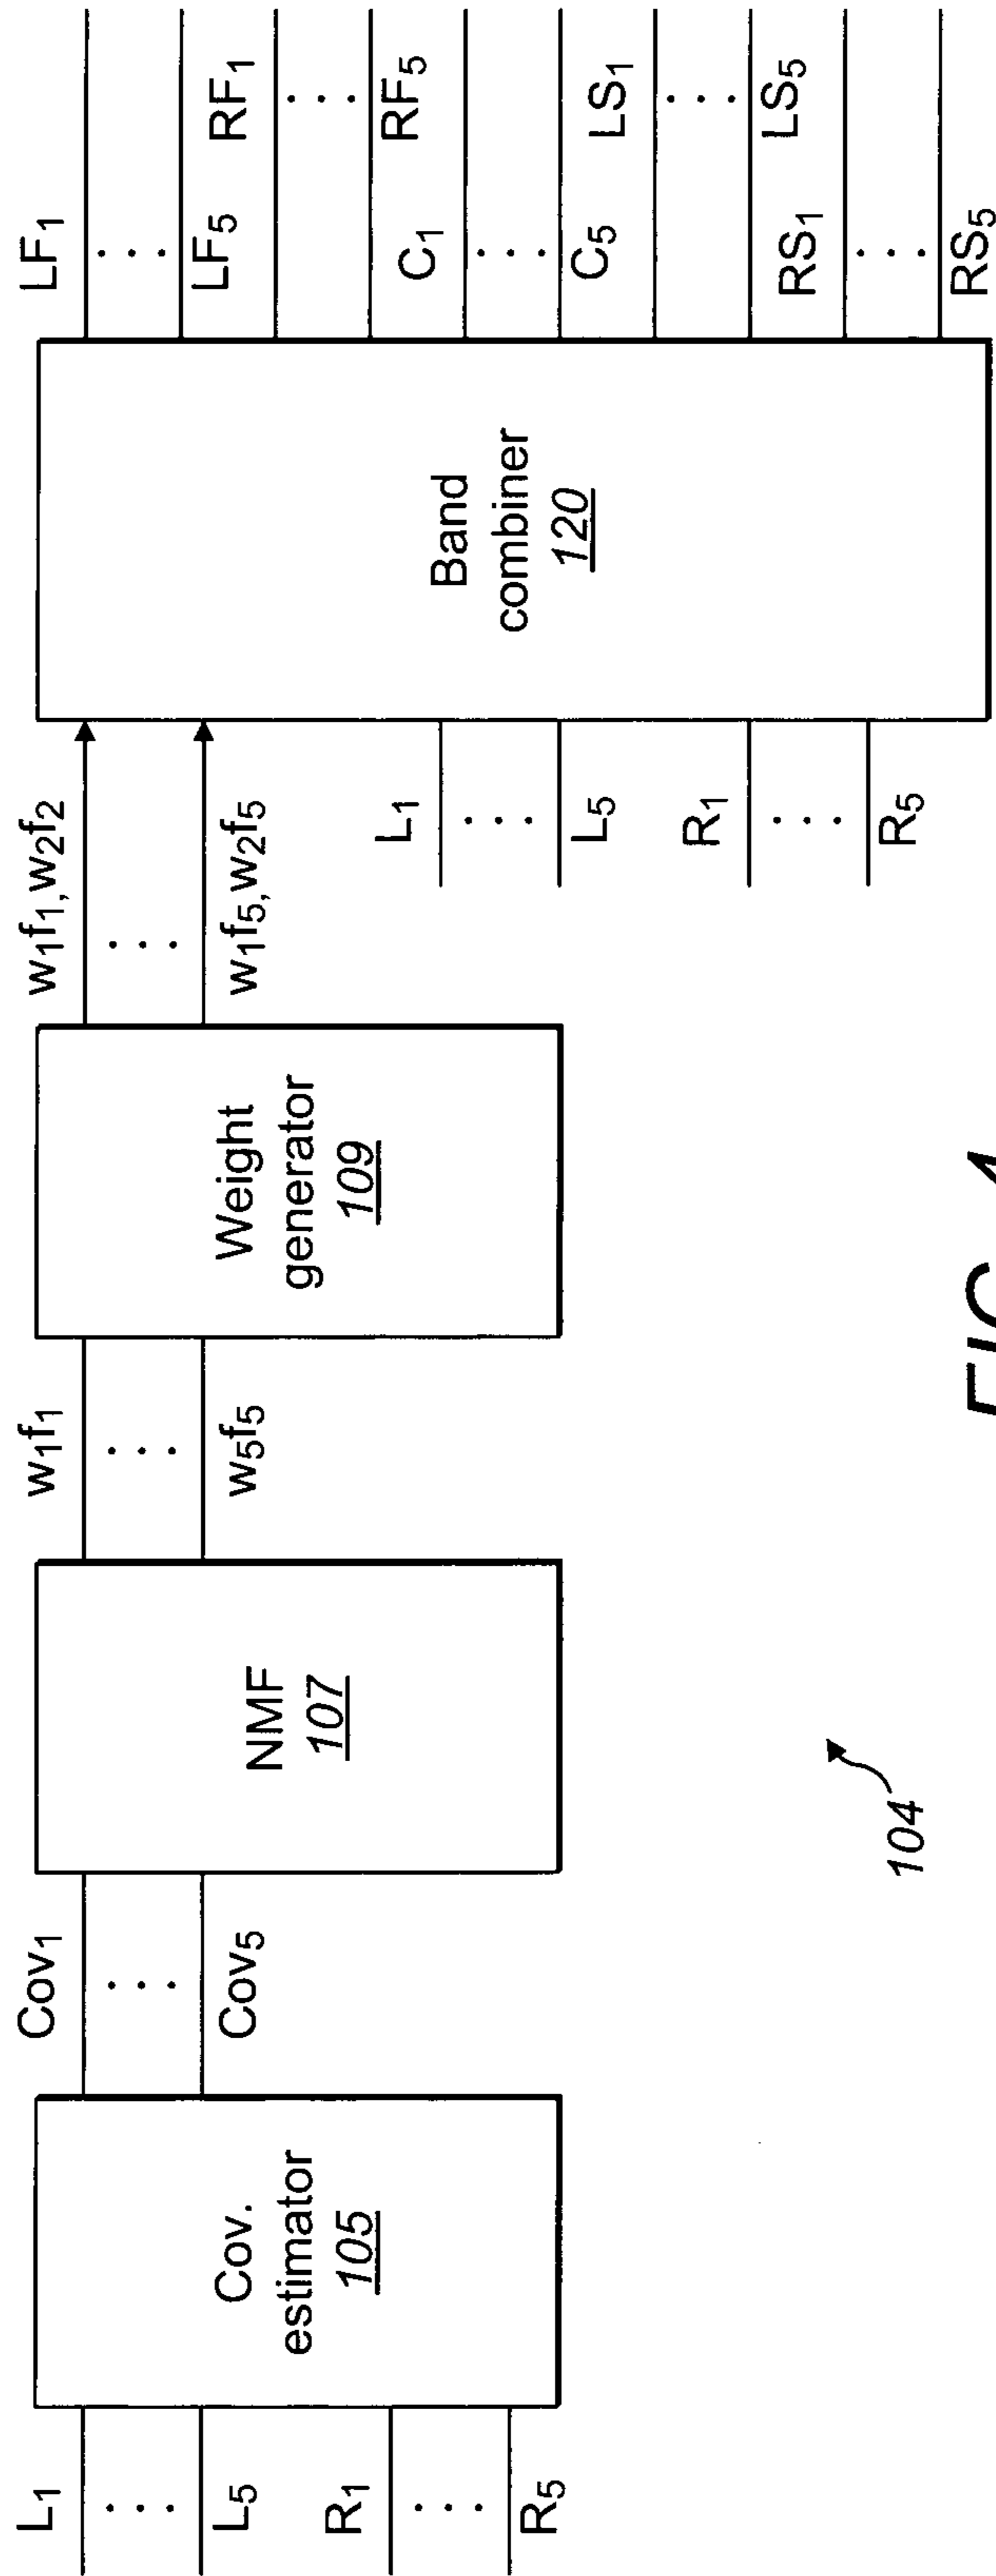 L1
. . .
L5
R1
. . .
R5
Cov.
estimator
105
Cov1
. . .
Cov5
NMF
107
w1f1
. . .
w5f5
Weight
generator
109
w1f1,w2f2
. . .
w1f5,w2f5
L1
. . .
L5
R1
. . .
R5
Band
combiner
120
LF1
. . .
LF5
RF1
. . .
RF5
C1
. . .
C5
LS1
. . .
LS5
RS1
. . .
RS5
104
FIG. 4